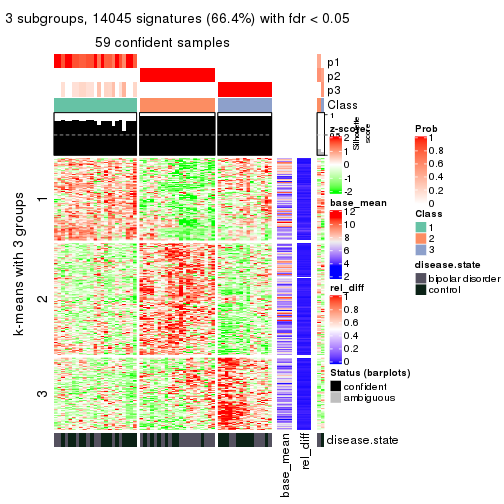 3 subgroups, 14045 signatures (66.4%) with fdr < 0.05
59 confident samples
p1
p2
p3
Class
1
Silhouette
score
z-score
2
1
0
-1
-2
base_mean
12
10
8
6
4
2
rel_diff
1
0.8
0.6
0.4
0.2
0
Status (barplots)
confident
ambiguous
Prob
1
0.8
0.6
0.4
0.2
0
Class
1
2
3
disease.state
bipolar disorder
control
k-means with 3 groups
1
2
3
disease.state
base_mean
rel_diff